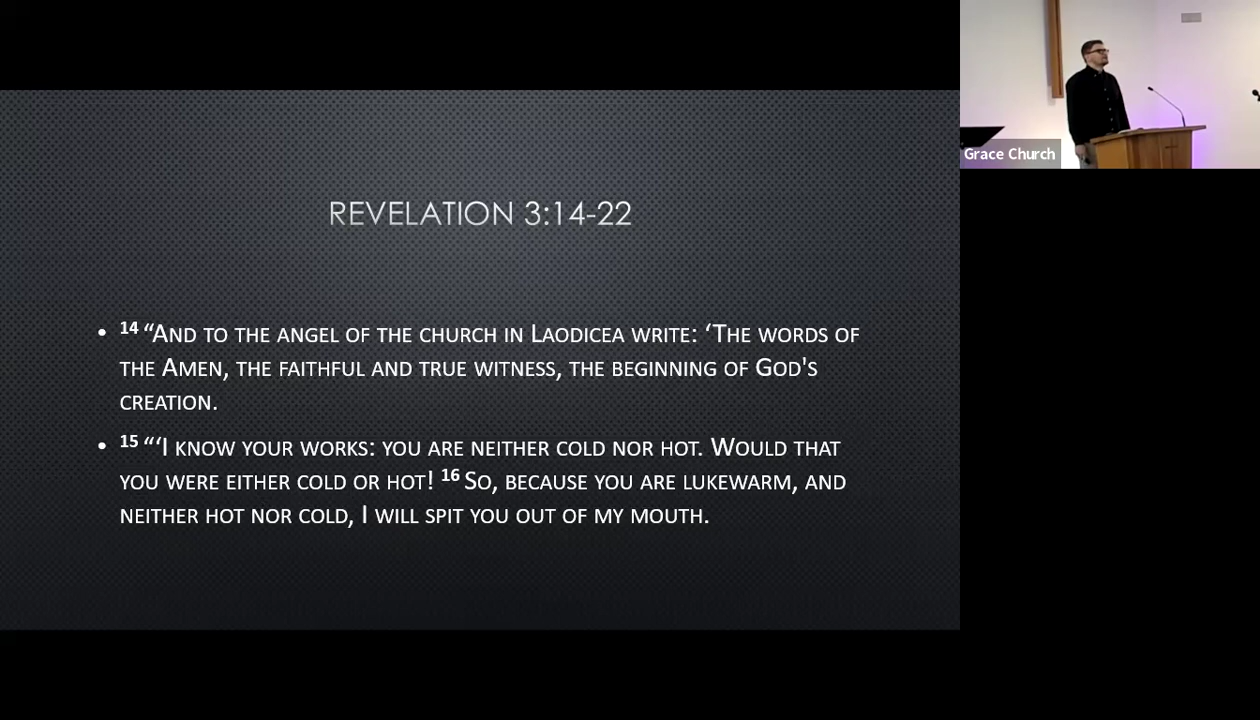 REVELATION 3:14-22
• 14 “AND TO THE ANGEL OF THE CHURCH IN LAODICEA WRITE: ‘THE WORDS OF
THE AMEN, THE FAITHFUL AND TRUE WITNESS, THE BEGINNING OF GOD'S
CREATION.
• 15 “‘I KNOW YOUR WORKS: YOU ARE NEITHER COLD NOR HOT. WOULD THAT
YOU WERE EITHER COLD OR HOT! 16 SO, BECAUSE YOU ARE LUKEWARM, AND
NEITHER HOT NOR COLD, I WILL SPIT YOU OUT OF MY MOUTH.
Grace Church